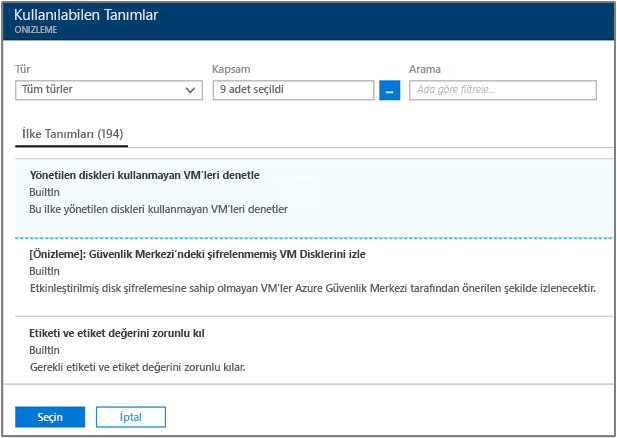 Kullanılabilen Tanımlar
ONIZLEME
Tür
Kapsam
Arama
Tüm türler
9 adet seçildi
...
Ada göre filtrele...
İlke Tanımları (194)
Yönetilen diskleri kullanmayan VM'leri denetle
BuiltIn
Bu ilke yönetilen diskleri kullanmayan VM'leri denetler
[Önizleme]: Güvenlik Merkezi'ndeki şifrelenmemiş VM Disklerini izle
BuiltIn
Etkinleştirilmiş disk şifrelemesine sahip olmayan VM'ler Azure Güvenlik Merkezi tarafından önerilen şekilde izlenecektir.
Etiketi ve etiket değerini zorunlu kıl
BuiltIn
Gerekli etiketi ve etiket değerini zorunlu kılar.
Seçin
İptal